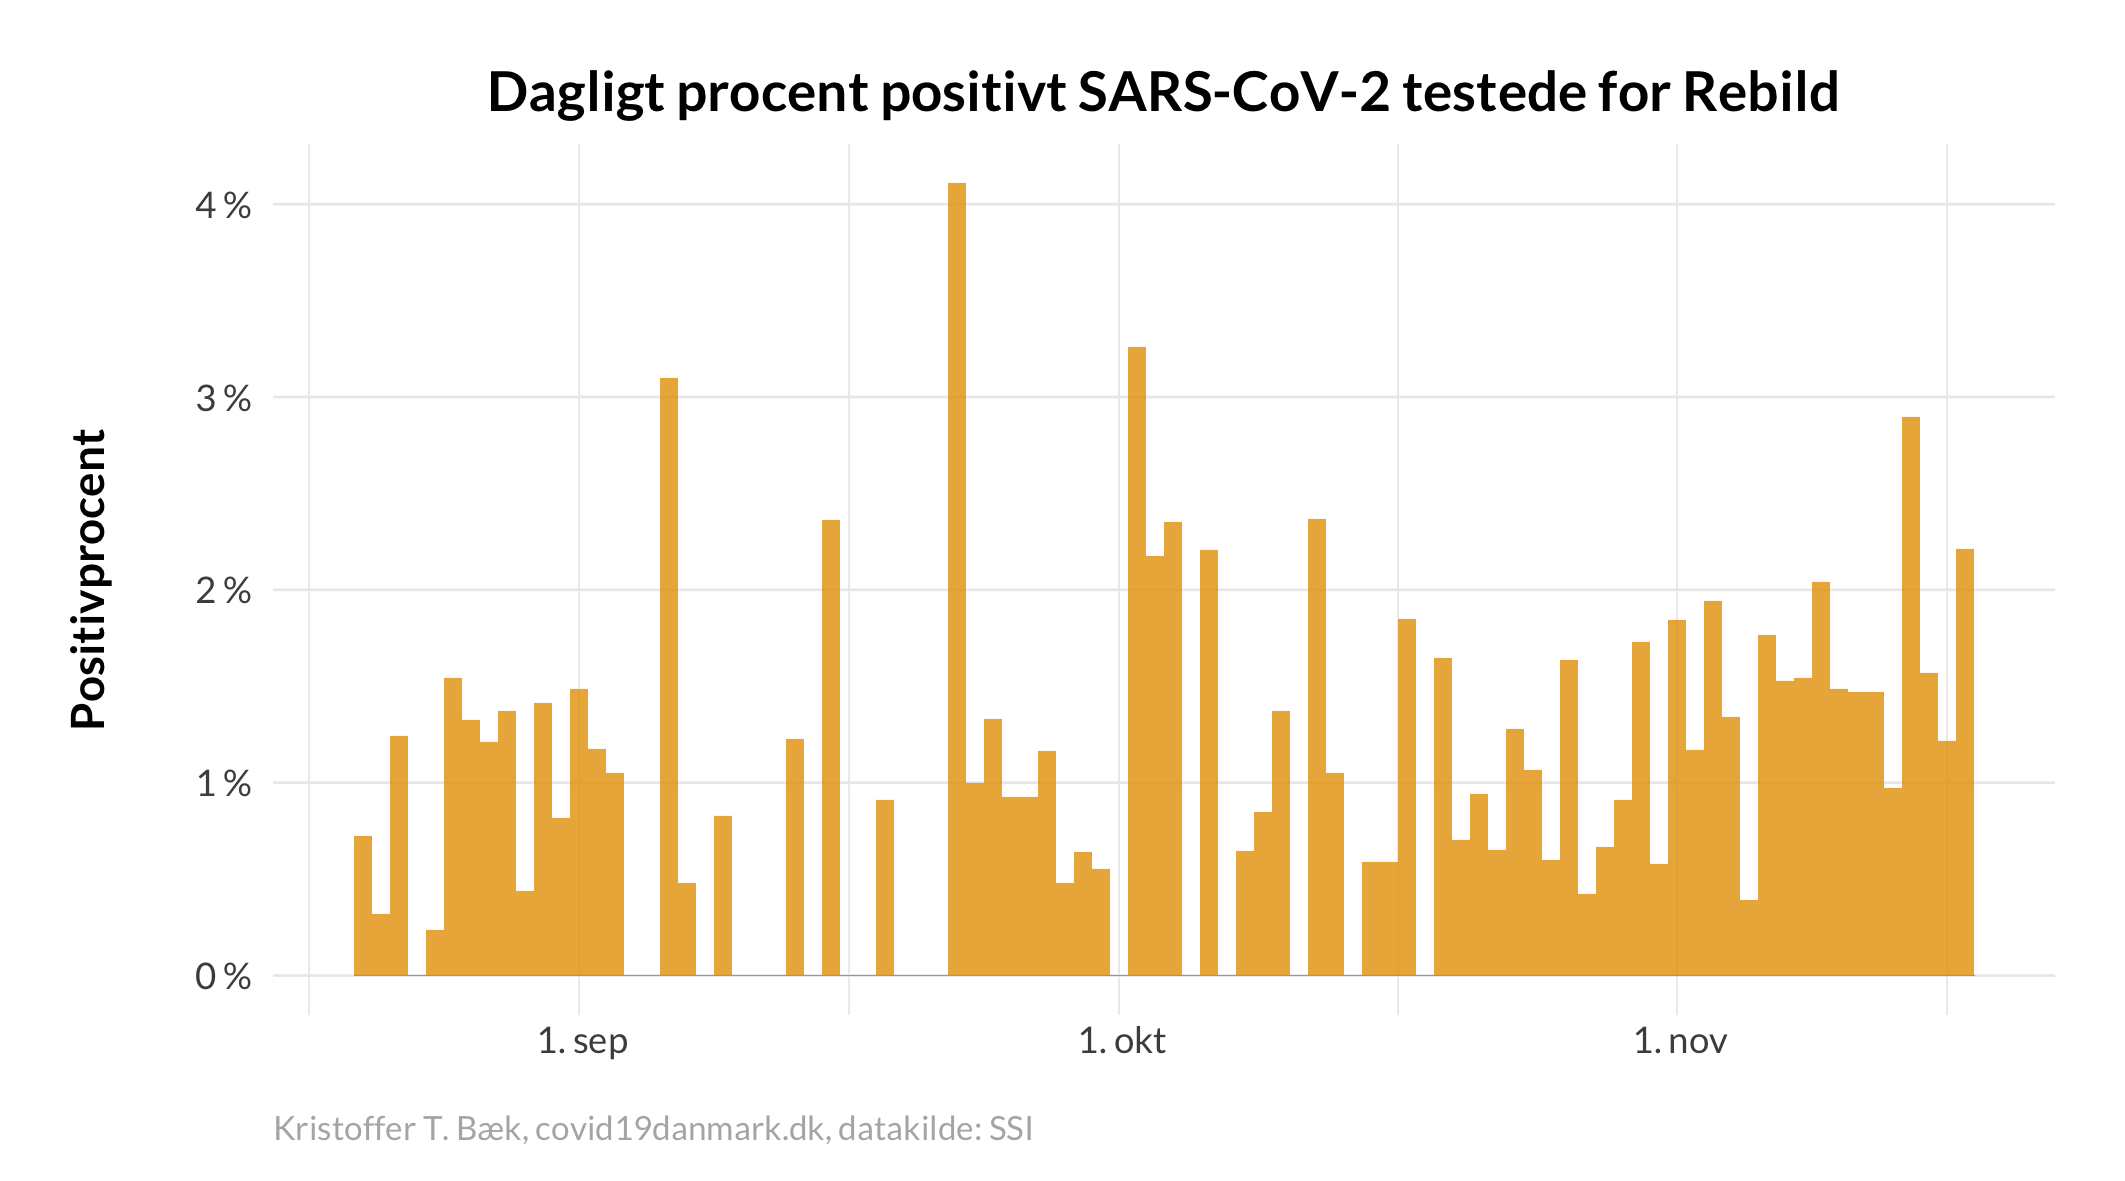 Dagligt procent positivt SARS-CoV-2 testede for Rebild
Positivprocent
4 %
3 %
2 %
1 %
0 %
1. sep
1. okt
1. nov
Kristoffer T. Bæk, covid19danmark.dk, datakilde: SSI